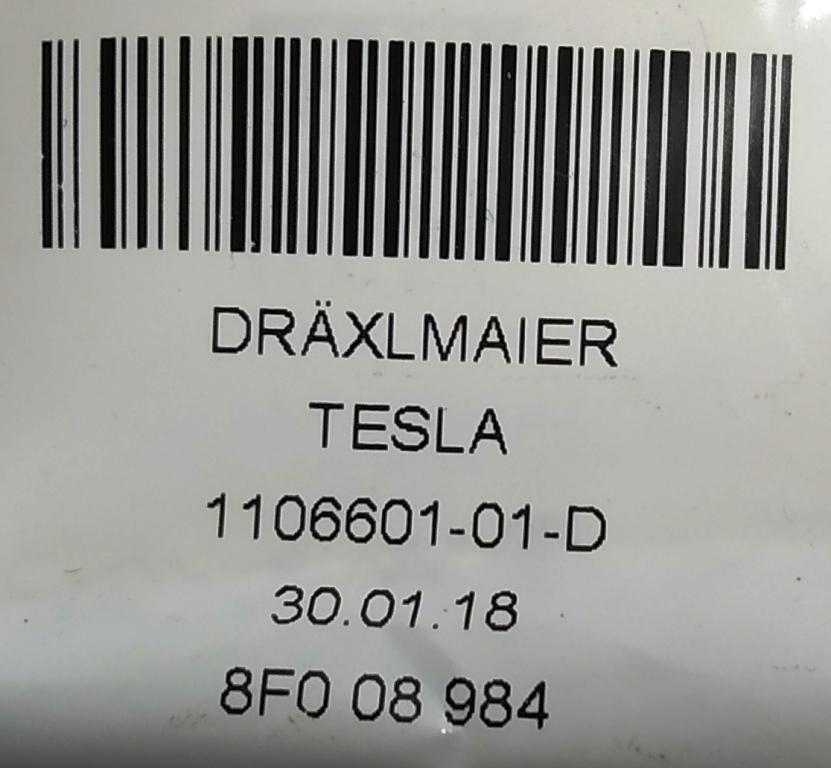 DRÄXLMAIER
TESLA
1106601-01-D
30.01.18
8F0 08 984